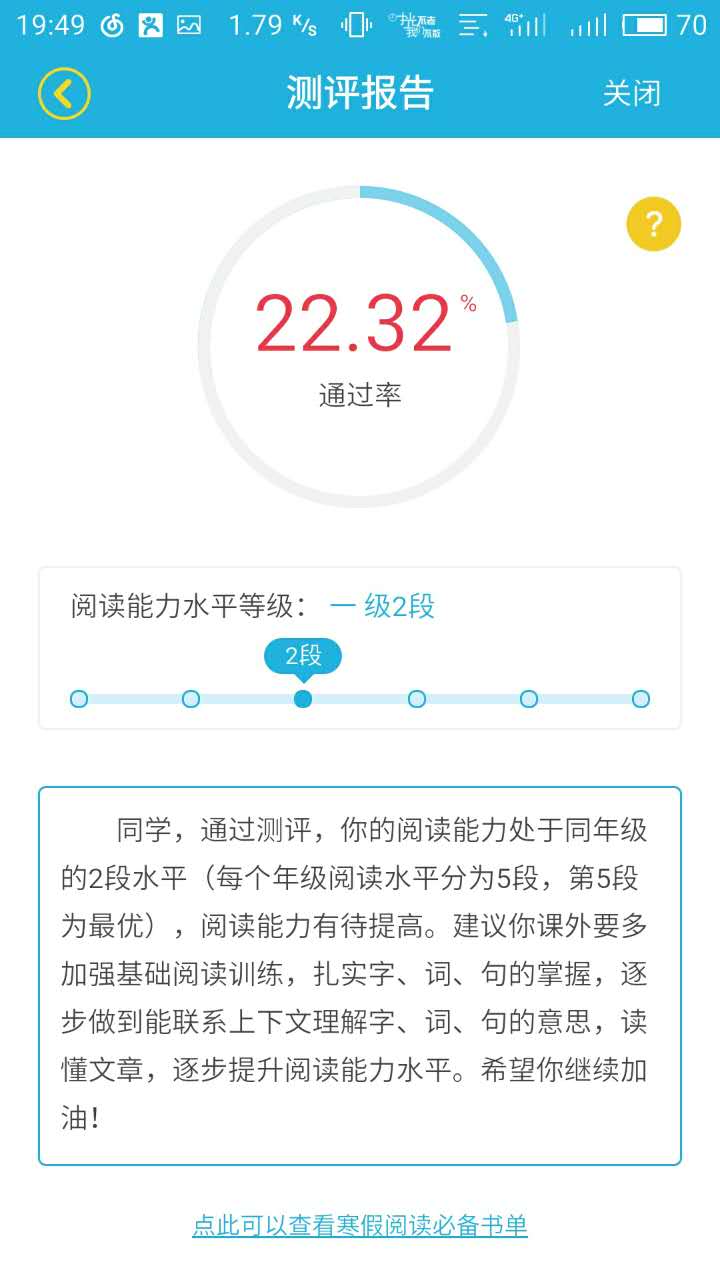 19:49 1.79 K/s 4G+ 70
测评报告 关闭
?
22.32%
通过率
阅读能力水平等级： 一级2段
2段
同学，通过测评，你的阅读能力处于同年级
的2段水平（每个年级阅读水平分为5段，第5段
为最优），阅读能力有待提高。建议你课外要多
加强基础阅读训练，扎实字、词、句的掌握，逐
步做到能联系上下文理解字、词、句的意思，读
懂文章，逐步提升阅读能力水平。希望你继续加
油！
点此可以查看寒假阅读必备书单